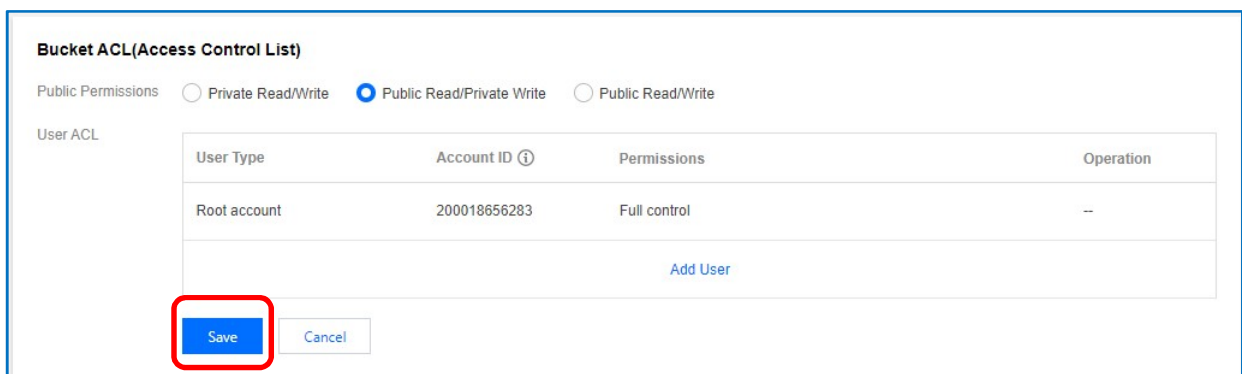 Bucket ACL(Access Control List)
Public Permissions Private Read/Write Public Read/Private Write Public Read/Write
User ACL
User Type Account ID Permissions Operation
Root account 200018656283 Full control --
Add User
Save Cancel